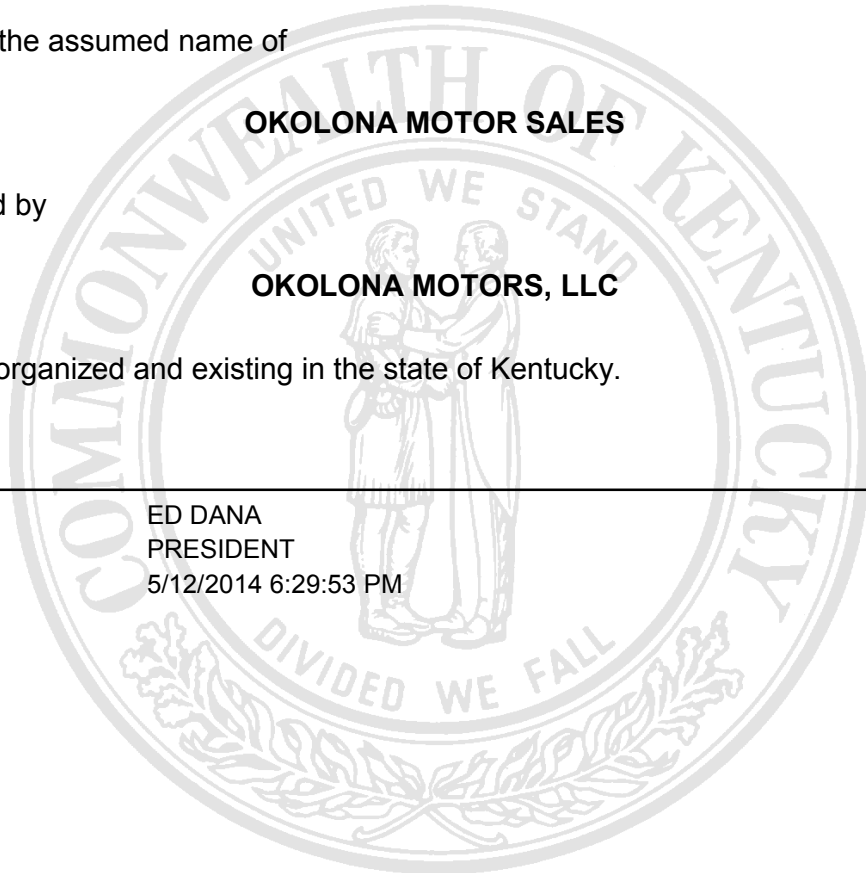 the assumed name of
OKOLONA MOTOR SALES
d by
OKOLONA MOTORS, LLC
organized and existing in the state of Kentucky.
ED DANA
PRESIDENT
5/12/2014 6:29:53 PM
COMMONWEALTH OF KENTUCKY
UNITED WE STAND
DIVIDED WE FALL